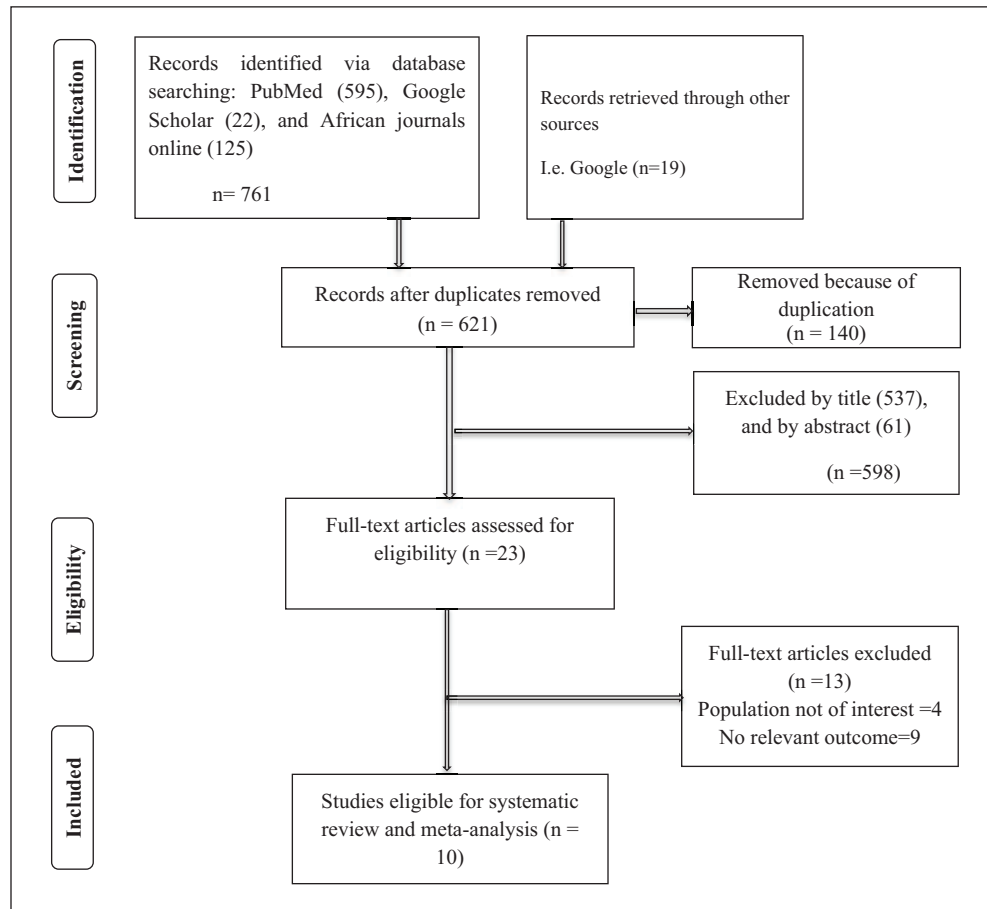 Identification
Records identified via database
searching: PubMed (595), Google
Scholar (22), and African journals
online (125)
n= 761
Records retrieved through other
sources
I.e. Google (n=19)
Screening
Records after duplicates removed
(n = 621)
Removed because of
duplication
(n = 140)
Excluded by title (537),
and by abstract (61)
(n =598)
Eligibility
Full-text articles assessed for
eligibility (n =23)
Full-text articles excluded
(n =13)
Population not of interest =4
No relevant outcome=9
Included
Studies eligible for systematic
review and meta-analysis (n =
10)